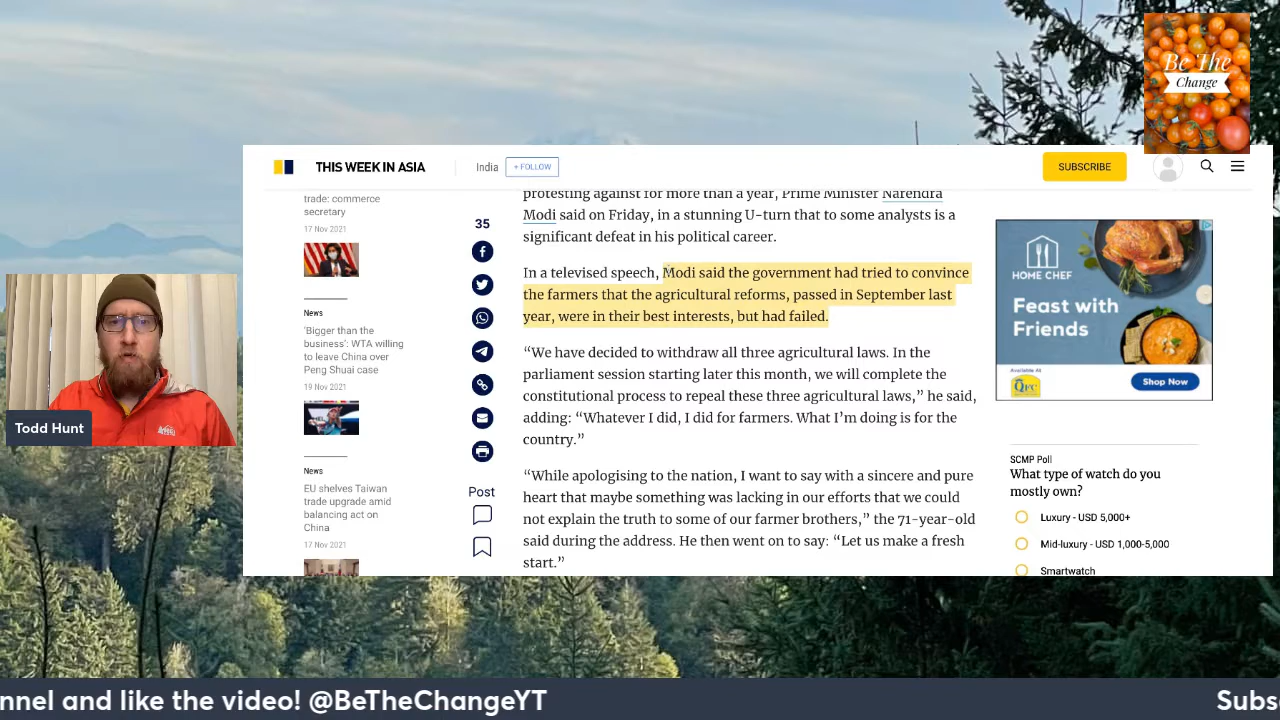 Be The
Change
THIS WEEK IN ASIA
India
+ FOLLOW
SUBSCRIBE
trade: commerce
secretary
17 Nov 2021
News
'Bigger than the
business': WTA willing
to leave China over
Peng Shuai case
19 Nov 2021
News
EU shelves Taiwan
trade upgrade amid
balancing act on
China
17 Nov 2021
35
Post
protesting against for more than a year, Prime Minister Narendra
Modi said on Friday, in a stunning U-turn that to some analysts is a
significant defeat in his political career.
In a televised speech, Modi said the government had tried to convince
the farmers that the agricultural reforms, passed in September last
year, were in their best interests, but had failed.
“We have decided to withdraw all three agricultural laws. In the
parliament session starting later this month, we will complete the
constitutional process to repeal these three agricultural laws,” he said,
adding: “Whatever I did, I did for farmers. What I’m doing is for the
country.”
“While apologising to the nation, I want to say with a sincere and pure
heart that maybe something was lacking in our efforts that we could
not explain the truth to some of our farmer brothers,” the 71-year-old
said during the address. He then went on to say: “Let us make a fresh
start.”
HOME CHEF
Feast with
Friends
Available At
QFC
Shop Now
SCMP Poll
What type of watch do you
mostly own?
Luxury - USD 5,000+
Mid-luxury - USD 1,000-5,000
Smartwatch
Todd Hunt
nnel and like the video! @BeTheChangeYT
Subs